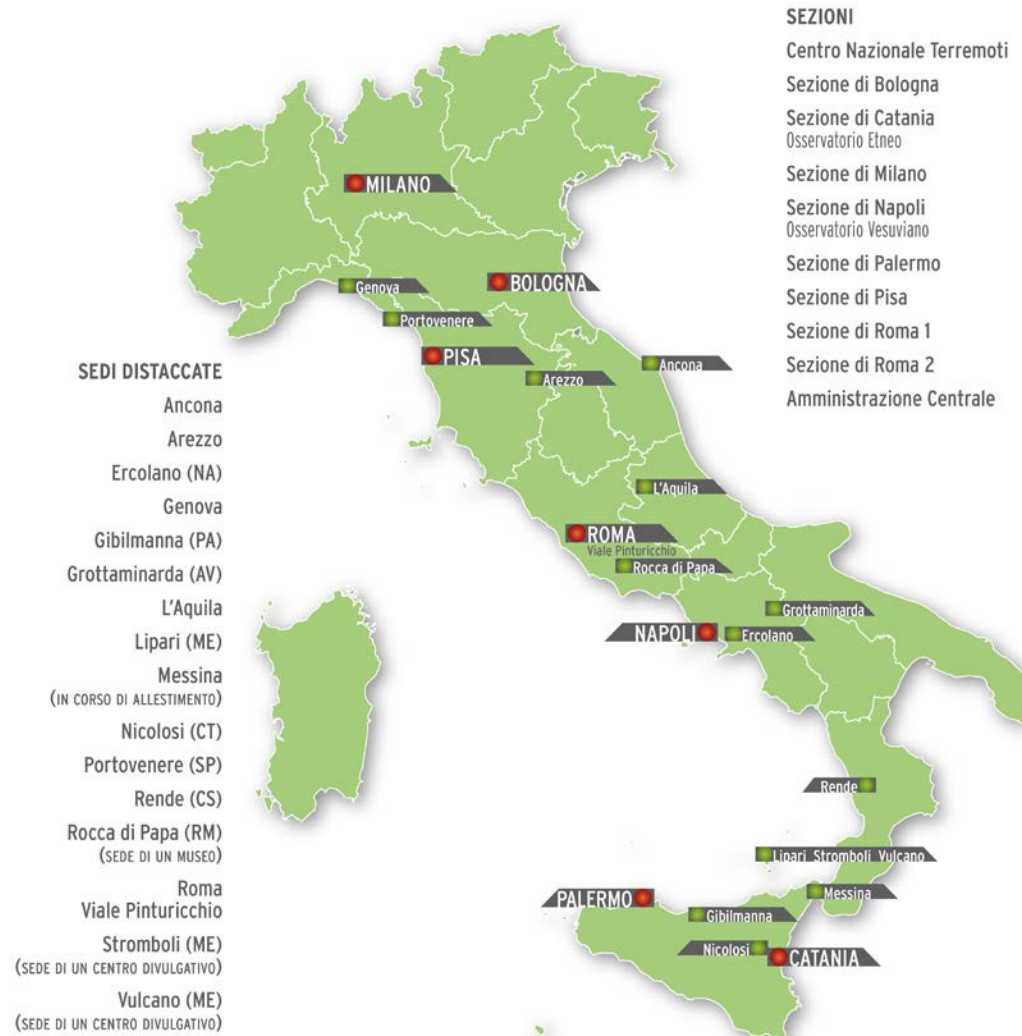 SEZIONI
Centro Nazionale Terremoti
Sezione di Bologna
Sezione di Catania
Osservatorio Etneo
Sezione di Milano
Sezione di Napoli
Osservatorio Vesuviano
Sezione di Palermo
Sezione di Pisa
Sezione di Roma 1
Sezione di Roma 2
Amministrazione Centrale
MILANO
BOLOGNA
Genova
Portovenere
PISA
Arezzo
Ancona
L'Aquila
ROMA
Viale Pinturicchio
Rocca di Papa
Grottaminarda
NAPOLI
Ercolano
Rende
Lipari Stromboli Vulcano
Messina
PALERMO
Gibilmanna
Nicolosi
CATANIA
SEDI DISTACCATE
Ancona
Arezzo
Ercolano (NA)
Genova
Gibilmanna (PA)
Grottaminarda (AV)
L'Aquila
Lipari (ME)
Messina
(IN CORSO DI ALLESTIMENTO)
Nicolosi (CT)
Portovenere (SP)
Rende (CS)
Rocca di Papa (RM)
(SEDE DI UN MUSEO)
Roma
Viale Pinturicchio
Stromboli (ME)
(SEDE DI UN CENTRO DIVULGATIVO)
Vulcano (ME)
(SEDE DI UN CENTRO DIVULGATIVO)